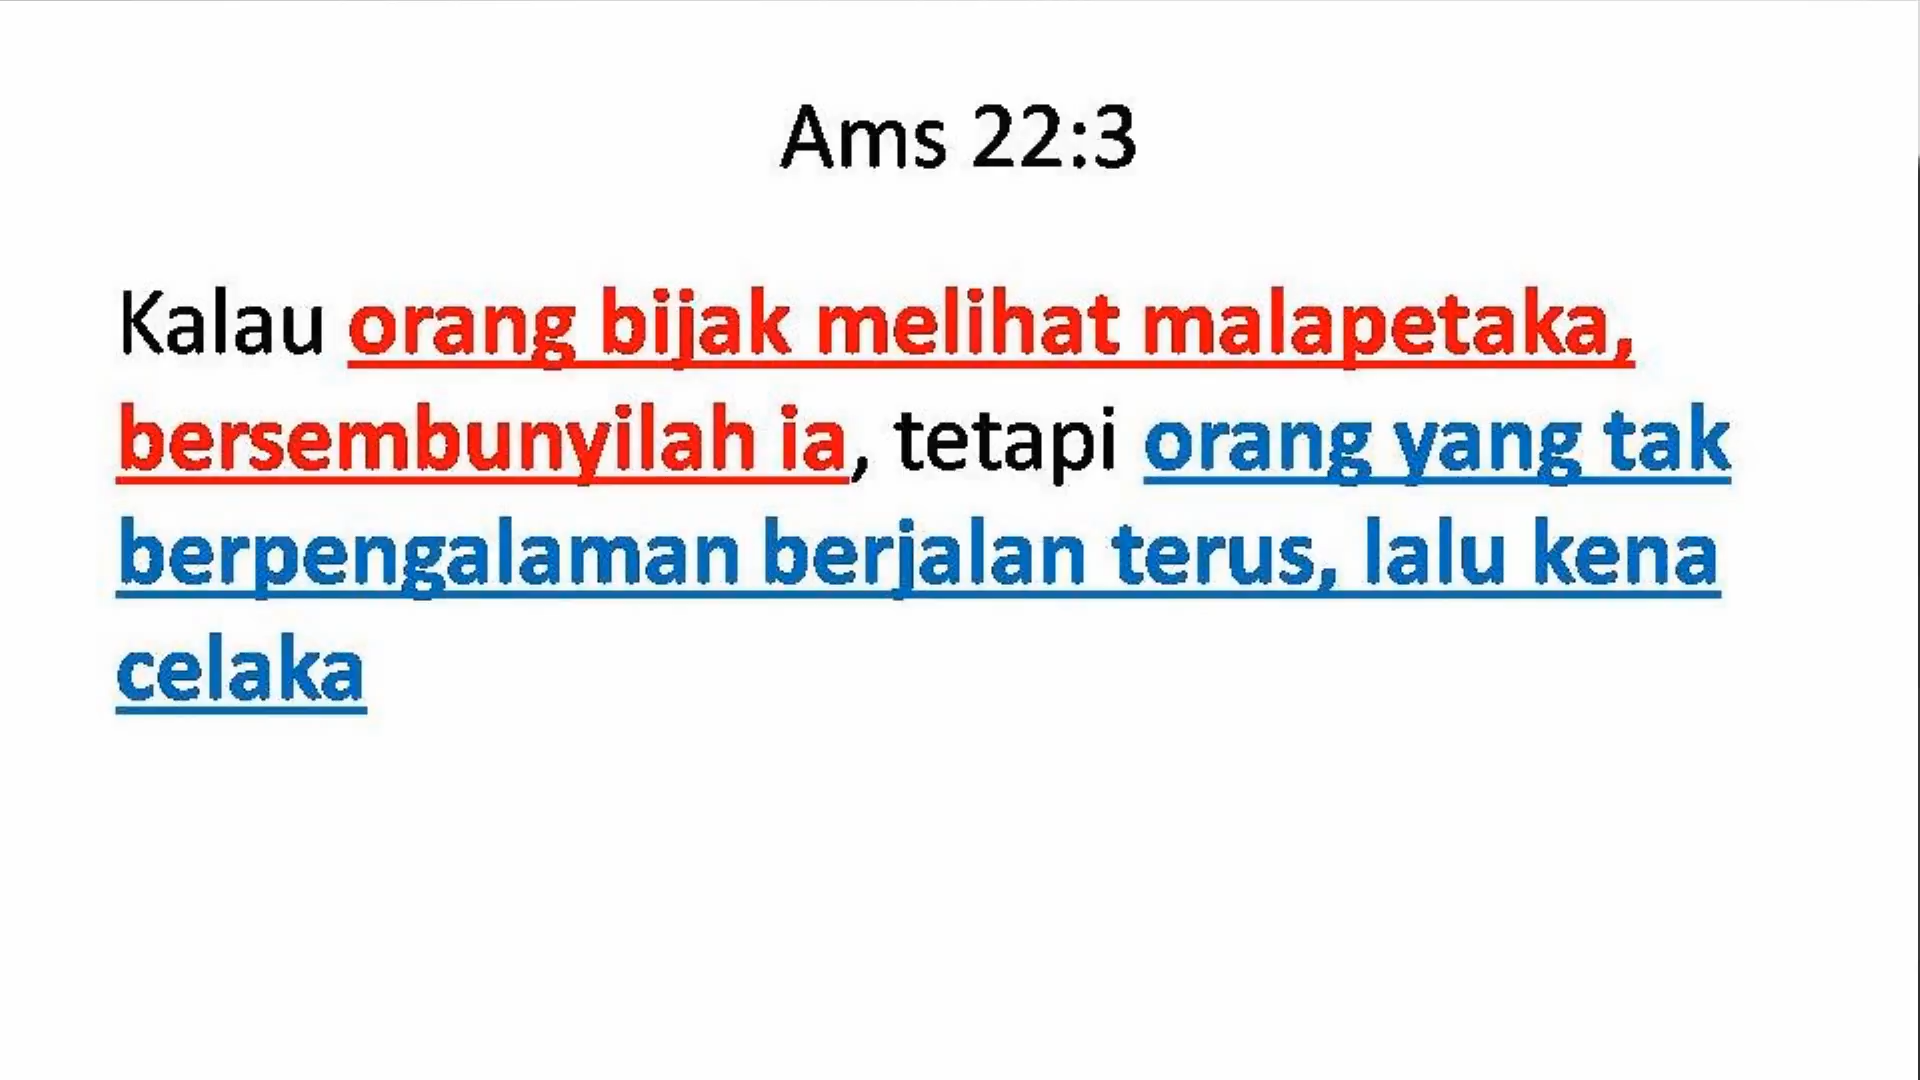 Ams 22:3
Kalau orang bijak melihat malapetaka,
bersembunyilah ia, tetapi orang yang tak
berpengalaman berjalan terus, lalu kena
celaka